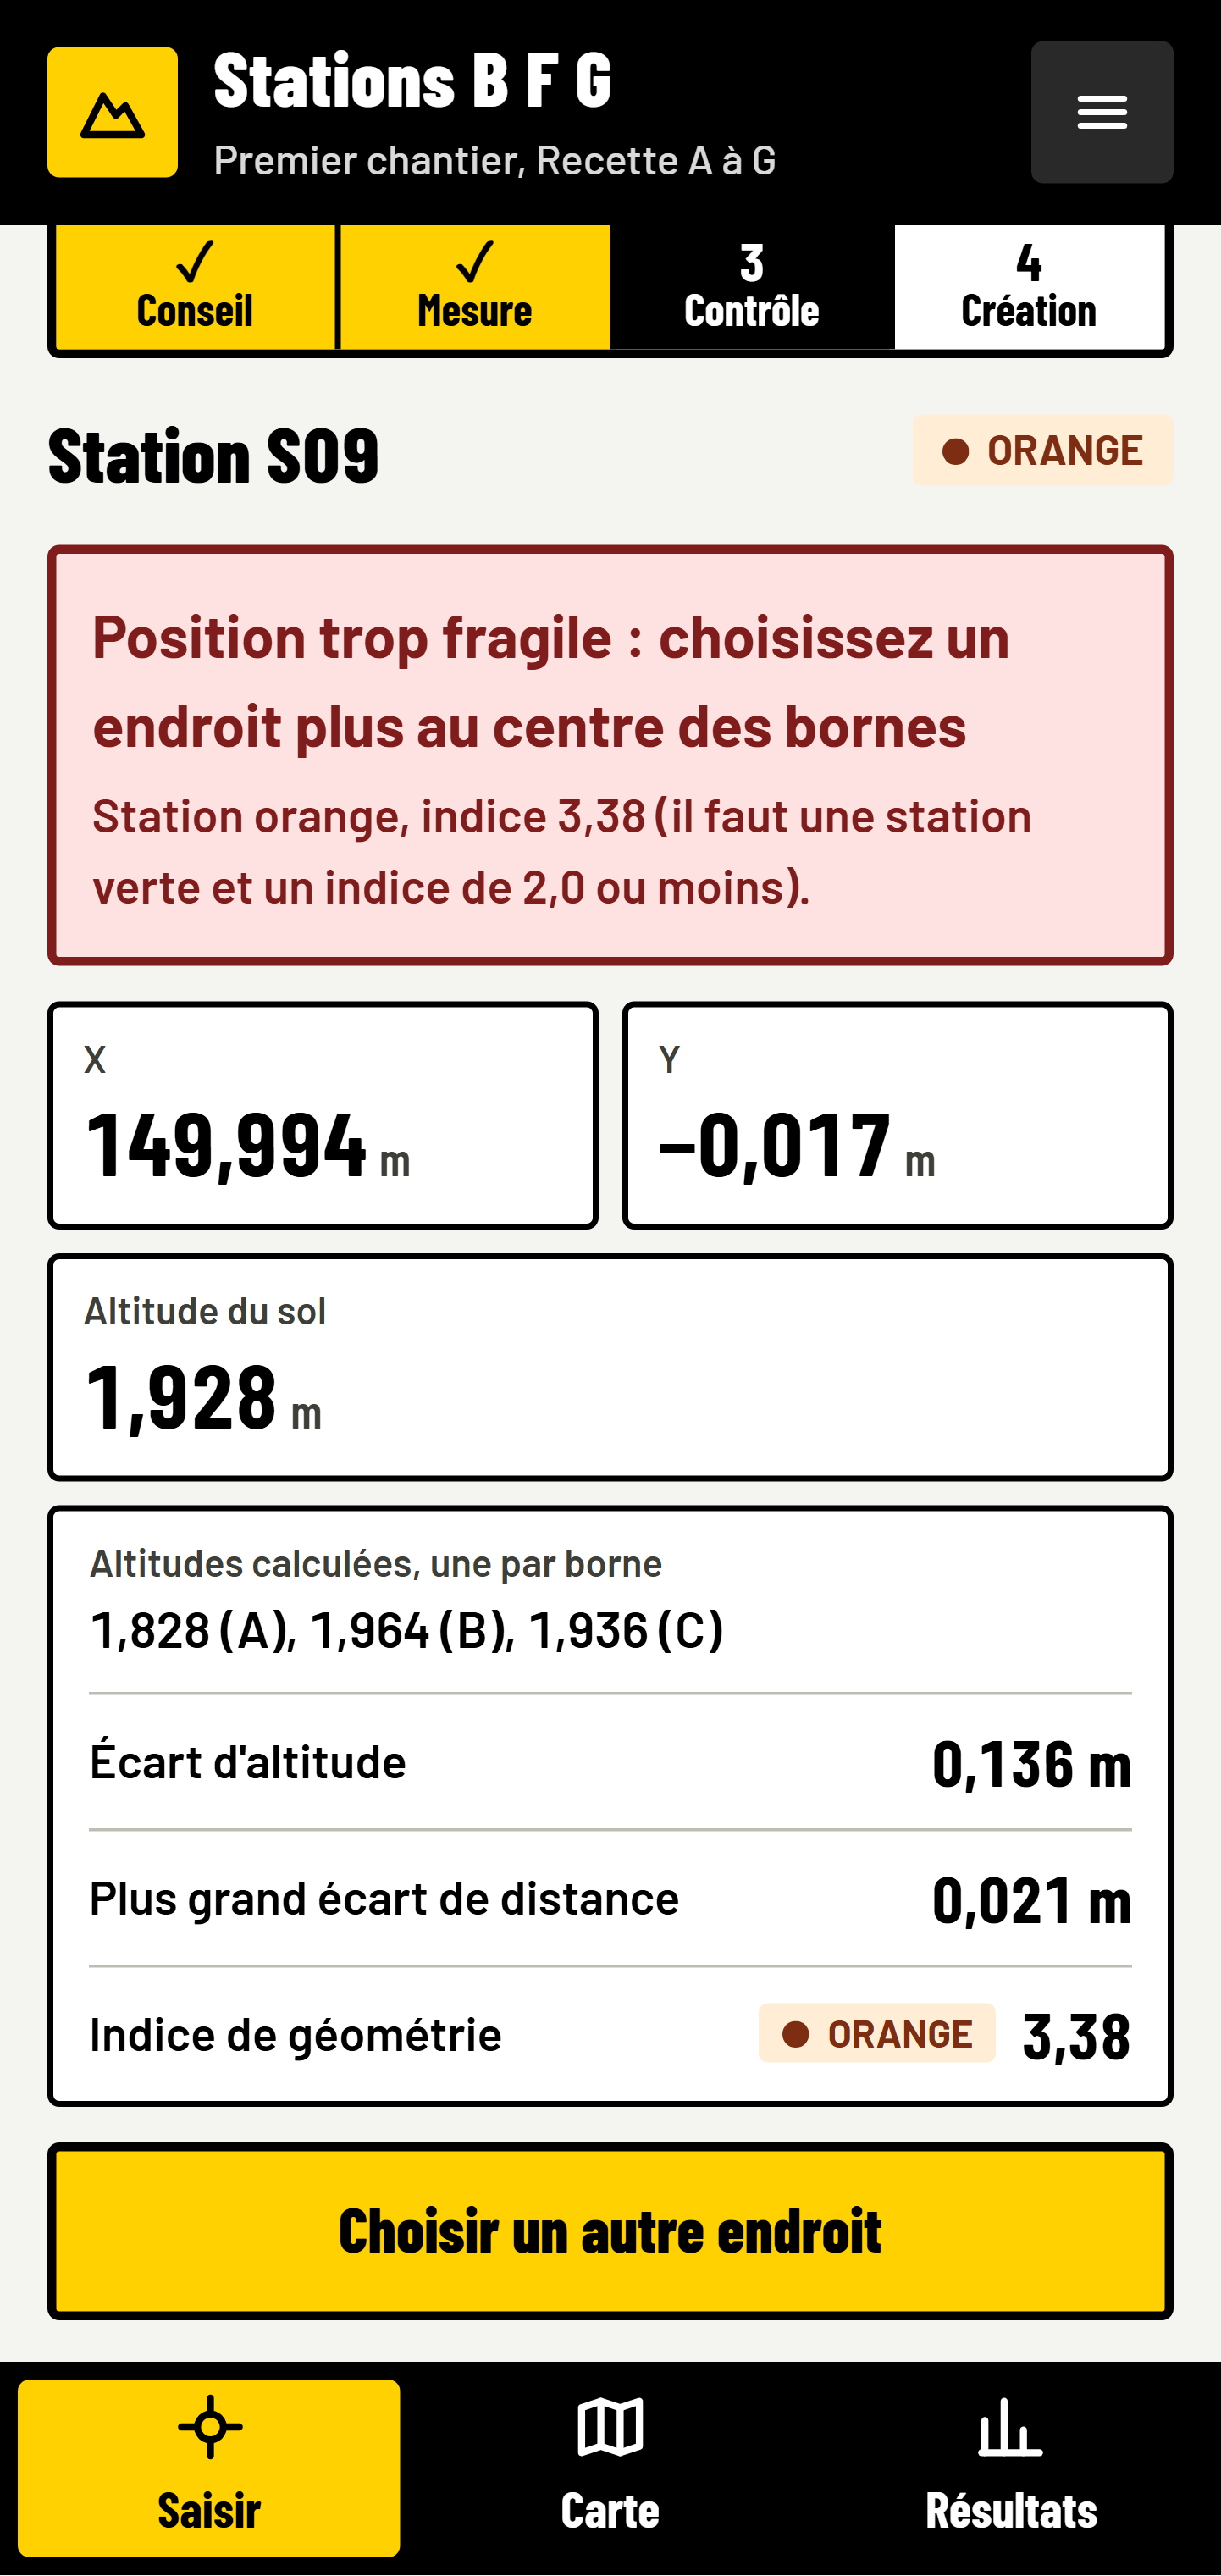 Stations B F G
Premier chantier, Recette A à G
✓
Conseil
✓
Mesure
3
Contrôle
4
Création
Station S09
ORANGE
Position trop fragile : choisissez un
endroit plus au centre des bornes
Station orange, indice 3,38 (il faut une station
verte et un indice de 2,0 ou moins).
X
149,994 m
Y
−0,017 m
Altitude du sol
1,928 m
Altitudes calculées, une par borne
1,828 (A), 1,964 (B), 1,936 (C)
Écart d'altitude
0,136 m
Plus grand écart de distance
0,021 m
Indice de géométrie
ORANGE
3,38
Choisir un autre endroit
Saisir
Carte
Résultats